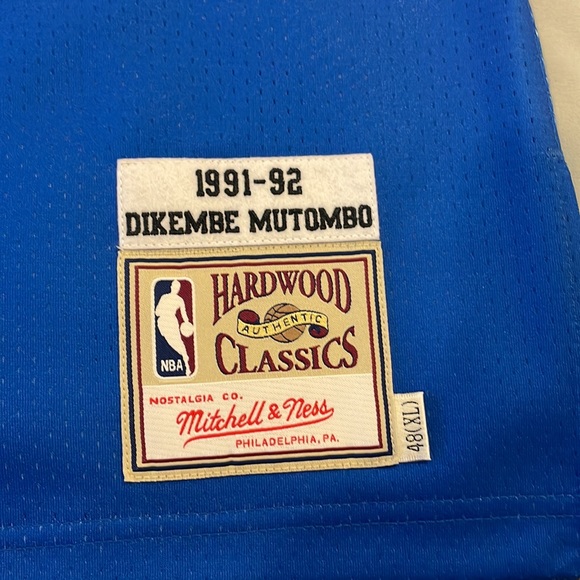 1991-92
DIKEMBE MUTOMBO
HARDWOOD
AUTHENTIC
CLASSICS
NBA
NOSTALGIA CO.
Mitchell & Ness
PHILADELPHIA, PA.
48(XL)